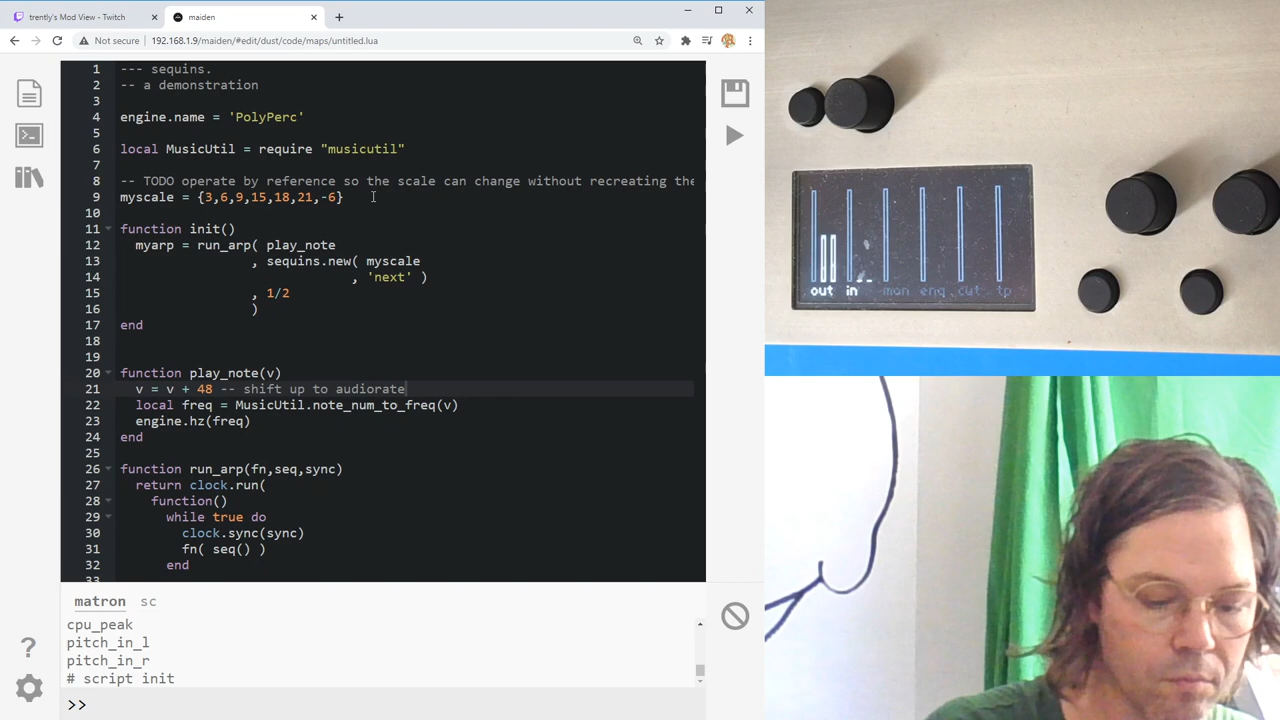 trently's Mod View - Twitch
maiden
Not secure
192.168.1.9/maiden/#edit/dust/code/maps/untitled.lua
1 --- sequins.
2 -- a demonstration
3
4 engine.name = 'PolyPerc'
5
6 local MusicUtil = require "musicutil"
7
8 -- TODO operate by reference so the scale can change without recreating the
9 myscale = {3,6,9,15,18,21,-6}
10
11 function init()
12 myarp = run_arp( play_note
13 , sequins.new( myscale
14 , 'next' )
15 , 1/2
16 )
17 end
18
19
20 function play_note(v)
21 v = v + 48 -- shift up to audiorate
22 local freq = MusicUtil.note_num_to_freq(v)
23 engine.hz(freq)
24 end
25
26 function run_arp(fn,seq,sync)
27 return clock.run(
28 function()
29 while true do
30 clock.sync(sync)
31 fn( seq() )
32 end
33
matron sc
cpu_peak
pitch_in_l
pitch_in_r
# script init
>>
?
out in mon eng cut tp